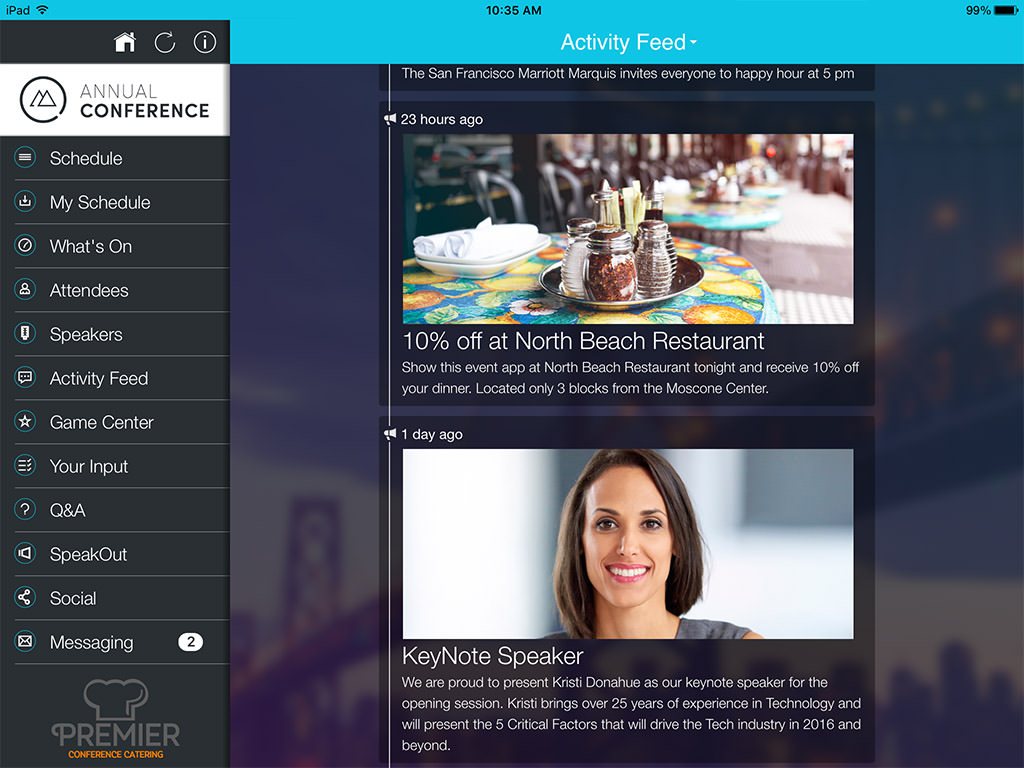 iPad
10:35 AM
99%
Activity Feed
ANNUAL
CONFERENCE
Schedule
My Schedule
What's On
Attendees
Speakers
Activity Feed
Game Center
Your Input
Q&A
SpeakOut
Social
Messaging 2
PREMIER
CONFERENCE CATERING
The San Francisco Marriott Marquis invites everyone to happy hour at 5 pm
23 hours ago
10% off at North Beach Restaurant
Show this event app at North Beach Restaurant tonight and receive 10% off
your dinner. Located only 3 blocks from the Moscone Center.
1 day ago
KeyNote Speaker
We are proud to present Kristi Donahue as our keynote speaker for the
opening session. Kristi brings over 25 years of experience in Technology and
will present the 5 Critical Factors that will drive the Tech industry in 2016 and
beyond.